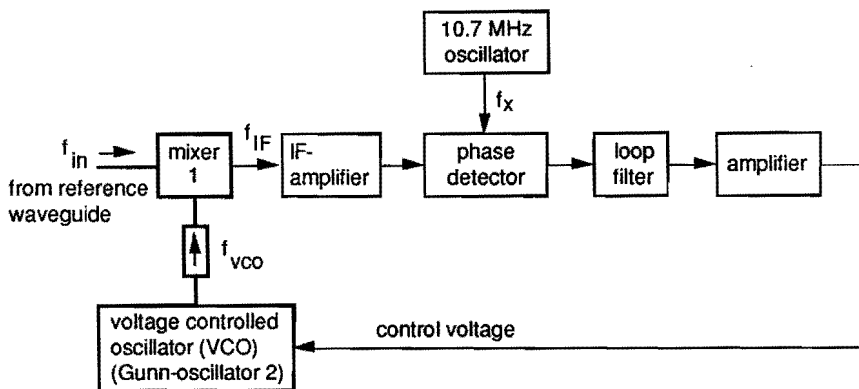 10.7 MHz
oscillator
f_x
f_in
from reference
waveguide
mixer
1
f_IF
IF-
amplifier
phase
detector
loop
filter
amplifier
f_vco
voltage controlled
oscillator (VCO)
(Gunn-oscillator 2)
control voltage